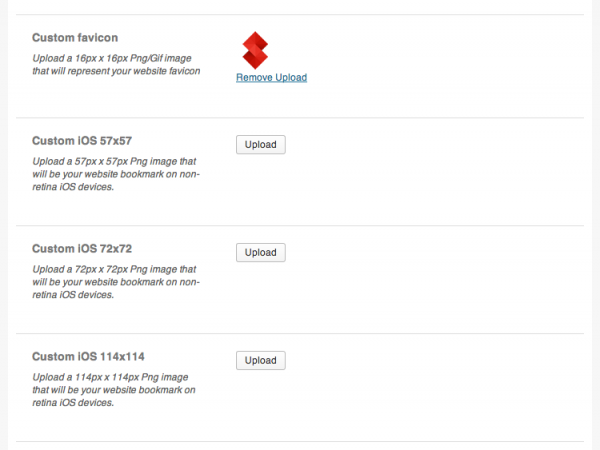 Custom favicon
Upload a 16px x 16px Png/Gif image
that will represent your website favicon
Remove Upload
Custom iOS 57x57
Upload
Upload a 57px x 57px Png image that
will be your website bookmark on non-
retina iOS devices.
Custom iOS 72x72
Upload
Upload a 72px x 72px Png image that
will be your website bookmark on non-
retina iOS devices.
Custom iOS 114x114
Upload
Upload a 114px x 114px Png image
that will be your website bookmark on
retina iOS devices.